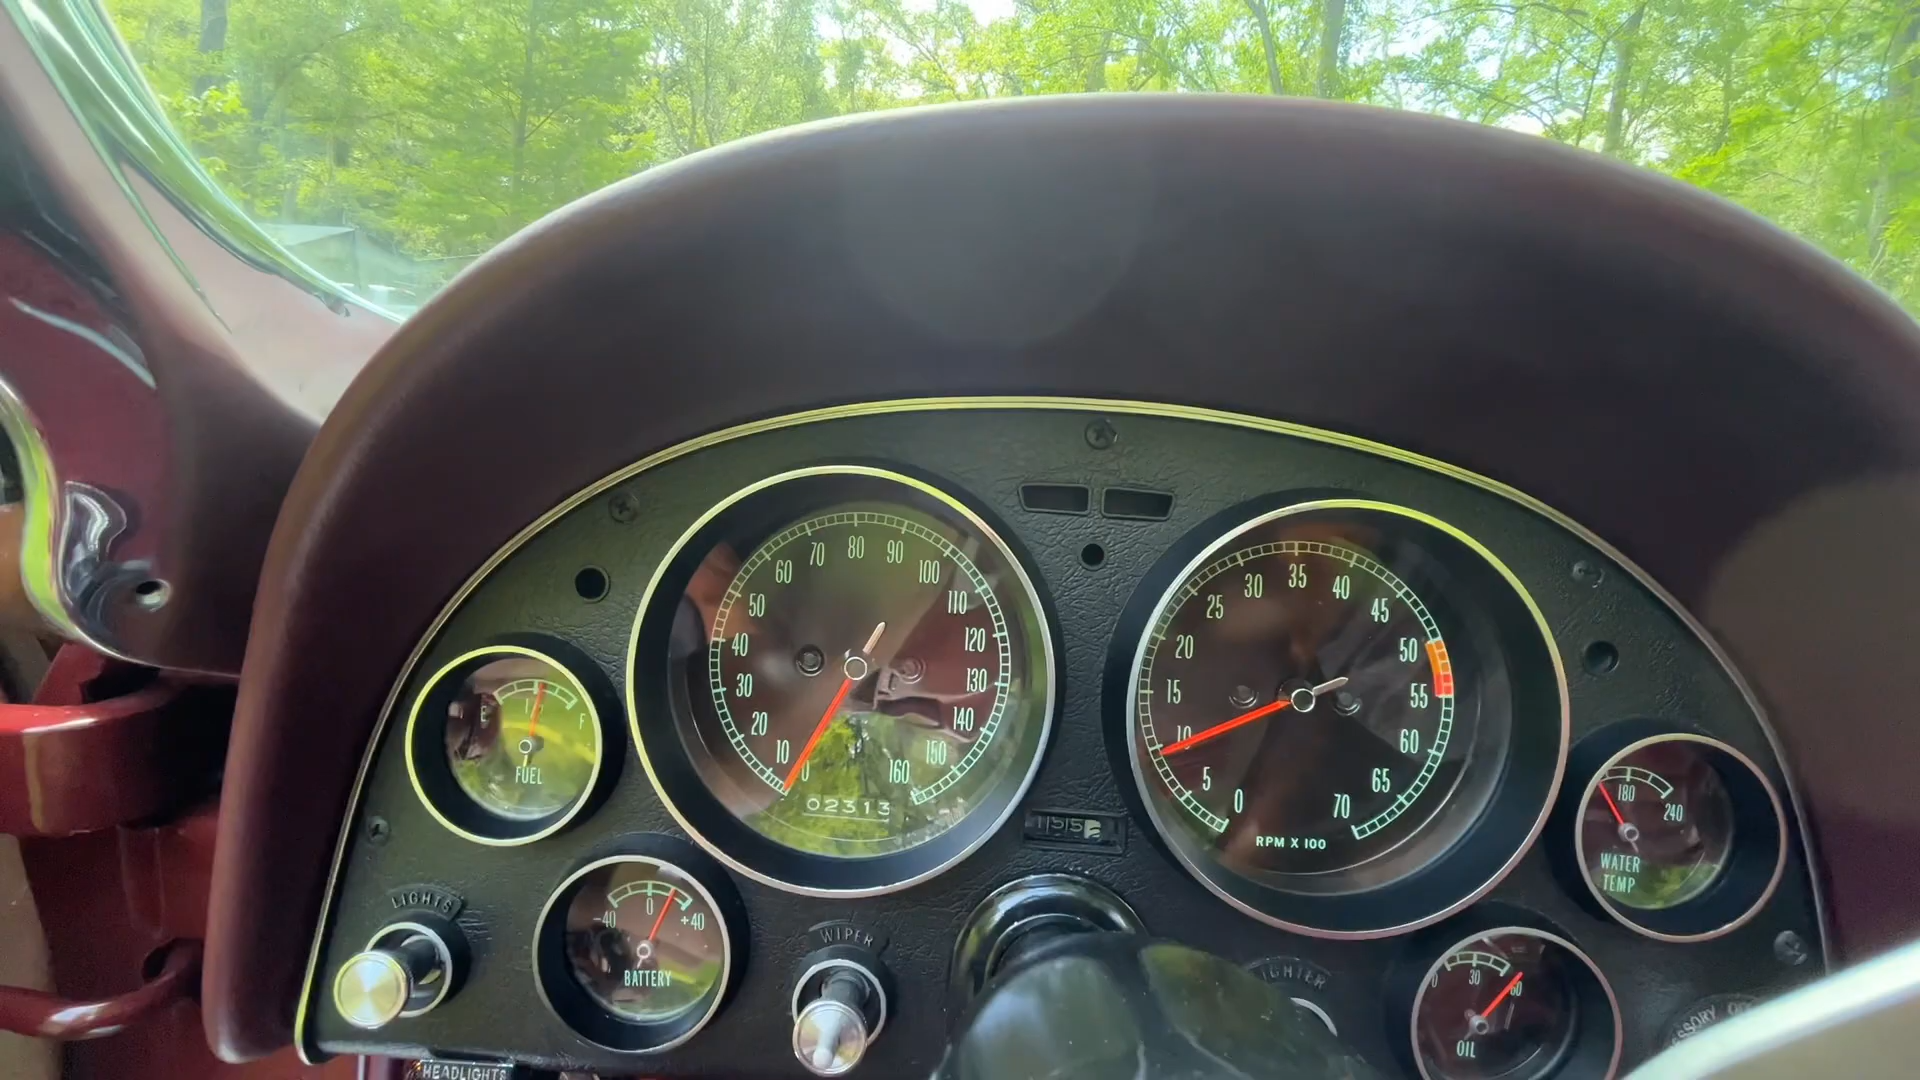 E 1 F
FUEL
-40 0 +40
BATTERY
LIGHTS
HEADLIGHTS
WIPER
0 10 20 30 40 50 60 70 80 90 100 110 120 130 140 150 160
02313
0 5 10 15 20 25 30 35 40 45 50 55 60 65 70
RPM X 100
180 240
WATER
TEMP
0 30 60
OIL